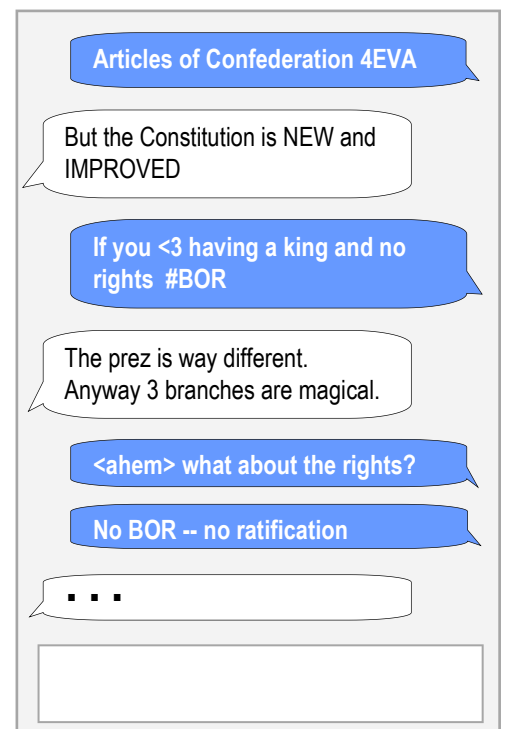 Articles of Confederation 4EVA
But the Constitution is NEW and
IMPROVED
If you <3 having a king and no
rights #BOR
The prez is way different.
Anyway 3 branches are magical.
<ahem> what about the rights?
No BOR -- no ratification
. . .